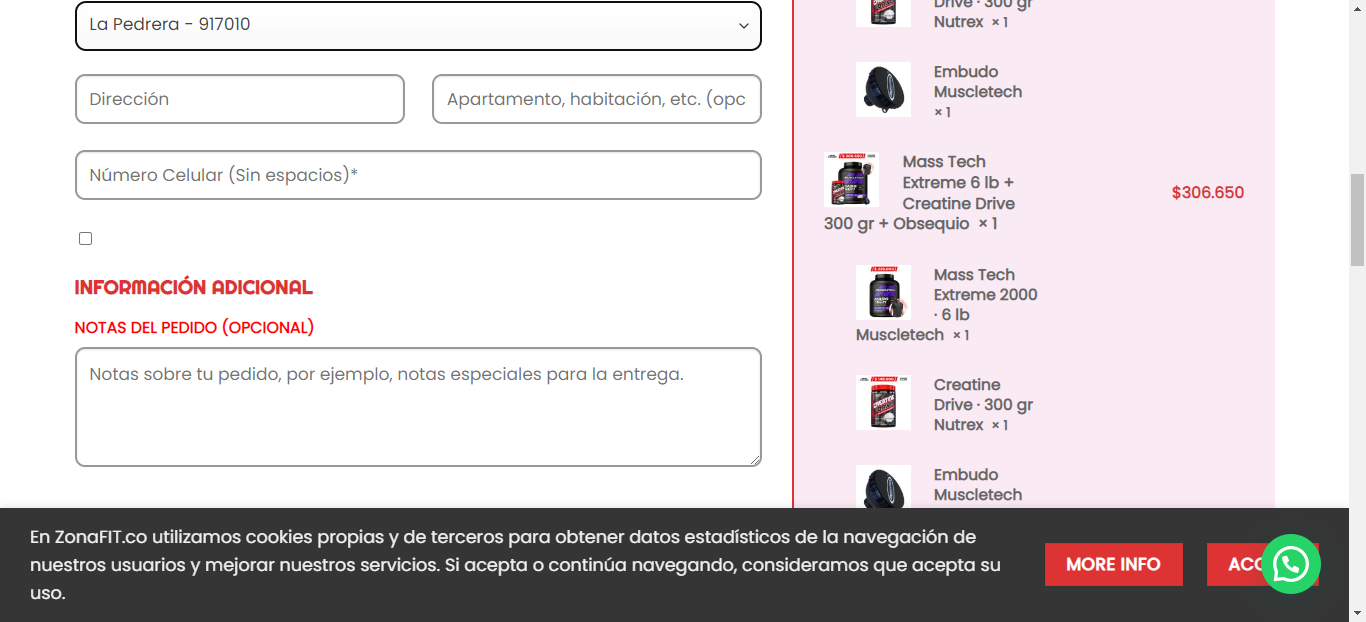 La Pedrera - 917010
Dirección
Apartamento, habitación, etc. (opc
Número Celular (Sin espacios)*
INFORMACIÓN ADICIONAL
NOTAS DEL PEDIDO (OPCIONAL)
Notas sobre tu pedido, por ejemplo, notas especiales para la entrega.
Drive · 300 gr
Nutrex × 1
Embudo
Muscletech
× 1
Mass Tech
Extreme 6 lb +
Creatine Drive
300 gr + Obsequio × 1
$306.650
Mass Tech
Extreme 2000
· 6 lb
Muscletech × 1
Creatine
Drive · 300 gr
Nutrex × 1
Embudo
Muscletech
En ZonaFIT.co utilizamos cookies propias y de terceros para obtener datos estadísticos de la navegación de
nuestros usuarios y mejorar nuestros servicios. Si acepta o continúa navegando, consideramos que acepta su
uso.
MORE INFO
ACC